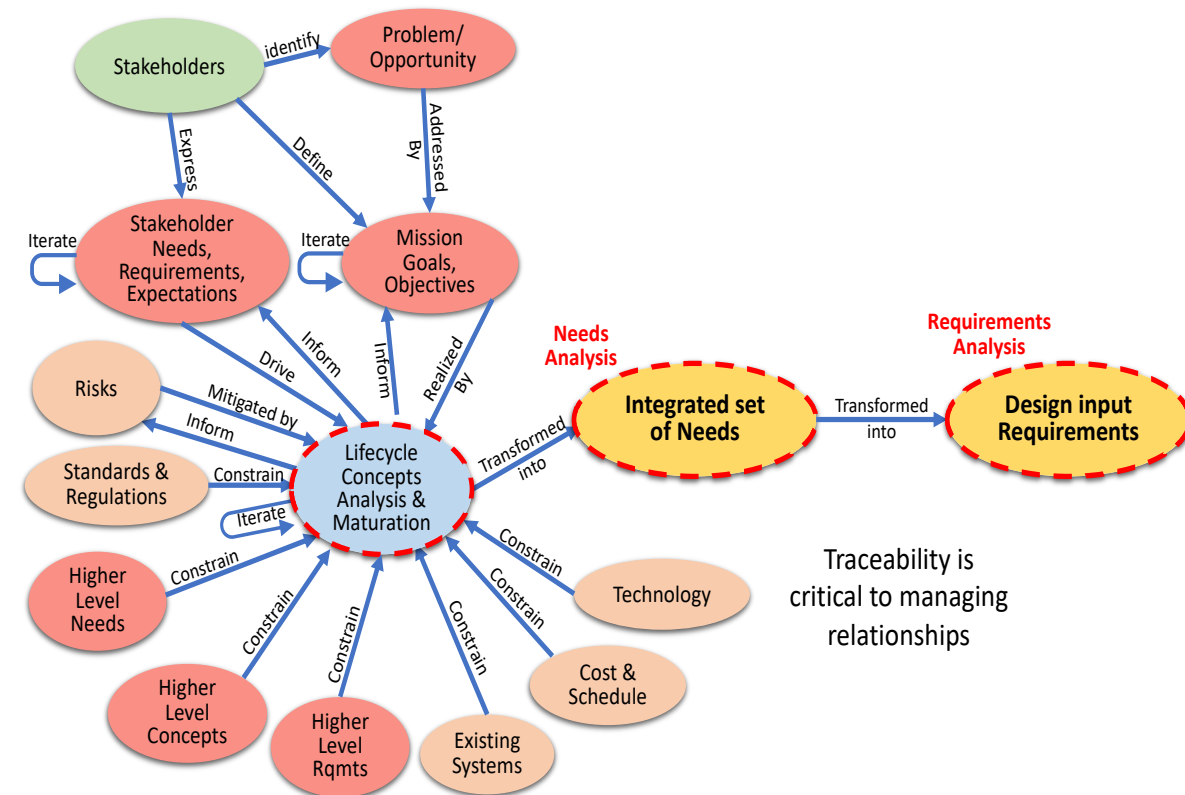 Stakeholders
identify
Problem/
Opportunity
Express
Define
Addressed
By
Iterate
Stakeholder
Needs,
Requirements,
Expectations
Iterate
Mission
Goals,
Objectives
Drive
Inform
Inform
Realized
By
Needs
Analysis
Requirements
Analysis
Risks
Mitigated by
Inform
Standards &
Regulations
Constrain
Iterate
Lifecycle
Concepts
Analysis &
Maturation
Transformed
into
Integrated set
of Needs
Transformed
into
Design input
Requirements
Higher
Level
Needs
Constrain
Higher
Level
Concepts
Constrain
Higher
Level
Rqmts
Constrain
Existing
Systems
Constrain
Cost &
Schedule
Constrain
Technology
Constrain
Traceability is
critical to managing
relationships